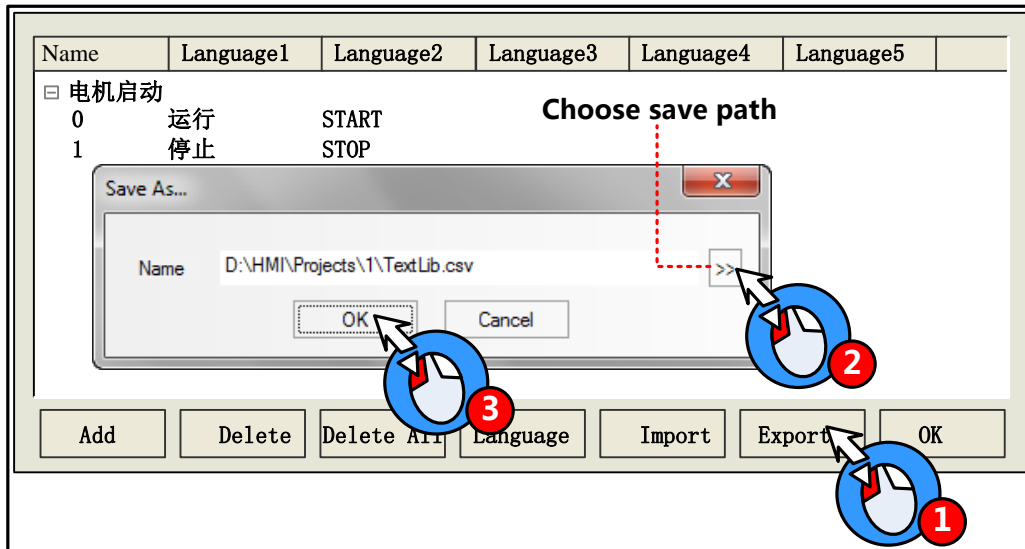 Name Language1 Language2 Language3 Language4 Language5
电机启动
0 运行 START
1 停止 STOP
Choose save path
Save As...
Name D:\HMI\Projects\1\TextLib.csv >>
OK Cancel
2
3
Add Delete Delete All Language Import Export OK
1